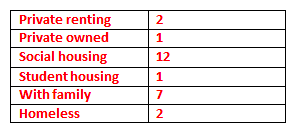 Private renting 2
Private owned 1
Social housing 12
Student housing 1
With family 7
Homeless 2